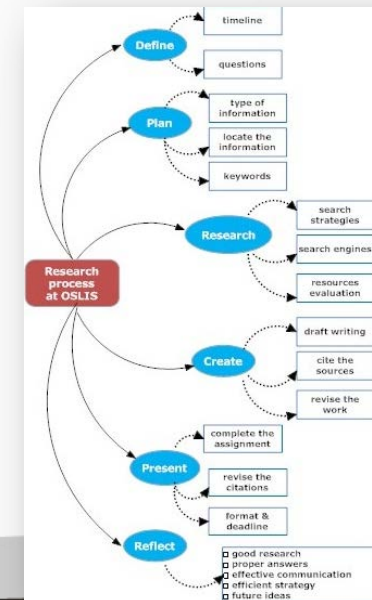 timeline
Define
questions
type of
information
Plan
locate the
information
keywords
search
strategies
Research
search engines
resources
evaluation
Research
process
at OSLIS
draft writing
Create
cite the
sources
revise the
work
complete the
assignment
Present
revise the
citations
format &
deadline
Reflect
good research
proper answers
effective communication
efficient strategy
future ideas